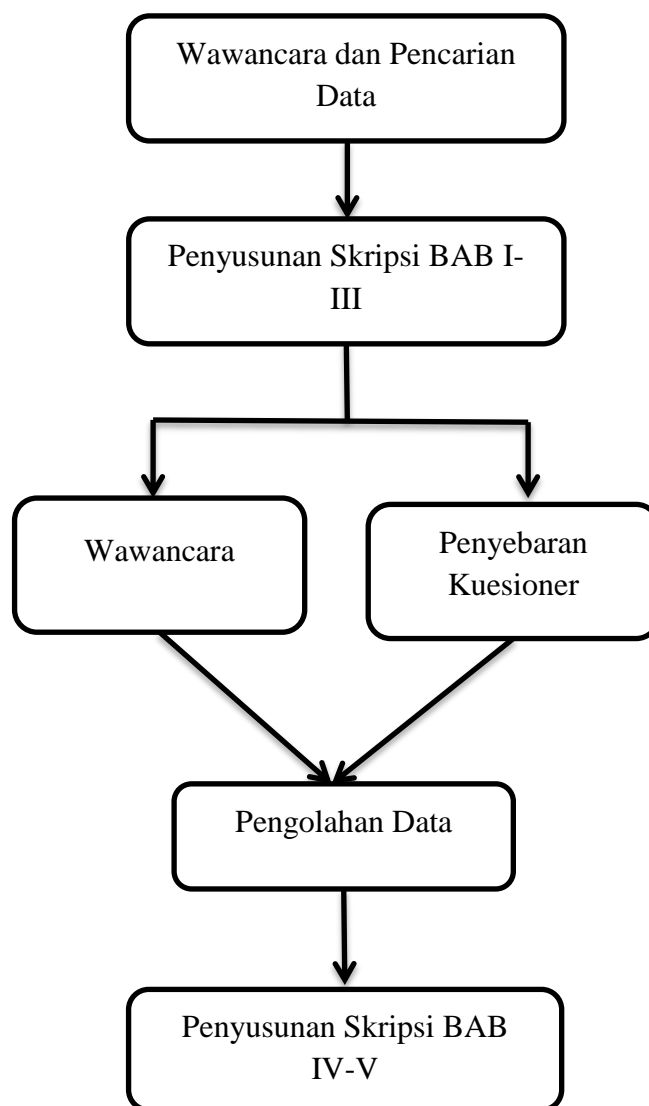 Wawancara dan Pencarian
Data
Penyusunan Skripsi BAB I-
III
Wawancara
Penyebaran
Kuesioner
Pengolahan Data
Penyusunan Skripsi BAB
IV-V